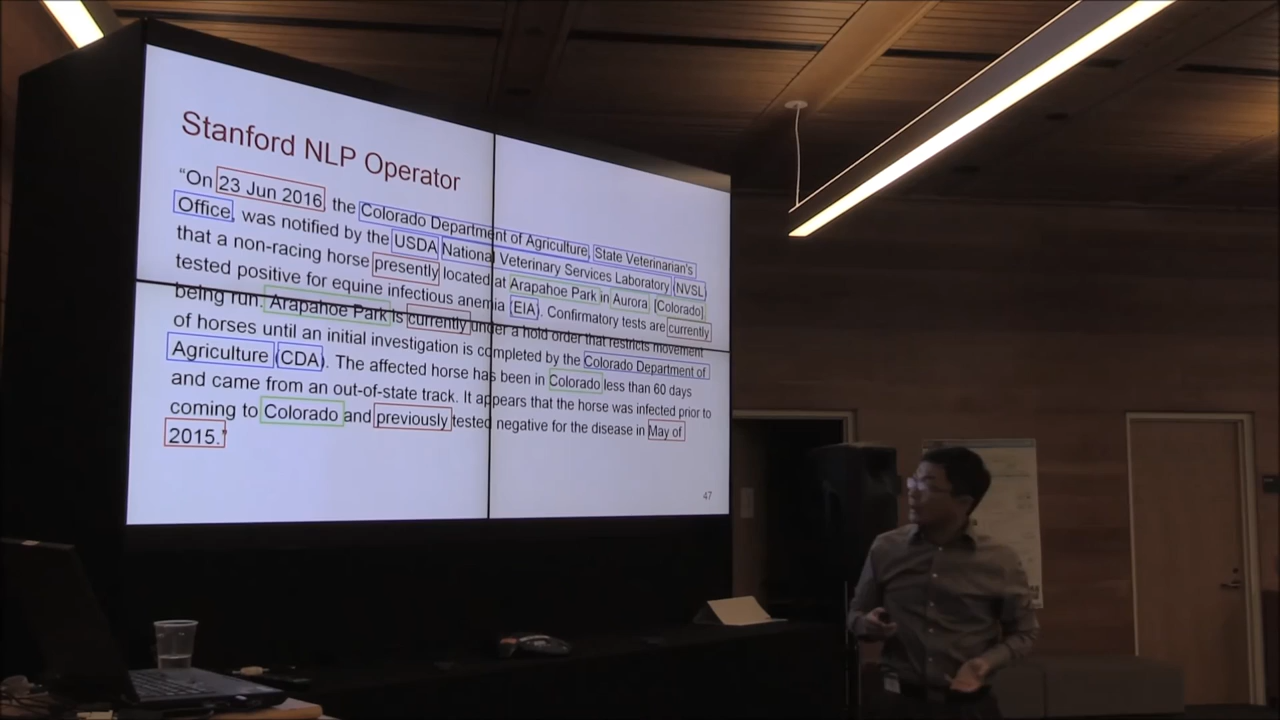 Stanford NLP Operator
“On 23 Jun 2016, the Colorado Department of Agriculture, State Veterinarian's
Office, was notified by the USDA National Veterinary Services Laboratory (NVSL)
that a non-racing horse presently located at Arapahoe Park in Aurora, [Colorado]
tested positive for equine infectious anemia (EIA). Confirmatory tests are currently
being run. Arapahoe Park is currently under a hold order that restricts movement
of horses until an initial investigation is completed by the Colorado Department of
Agriculture (CDA). The affected horse has been in Colorado less than 60 days
and came from an out-of-state track. It appears that the horse was infected prior to
coming to Colorado and previously tested negative for the disease in May of
2015.”
47